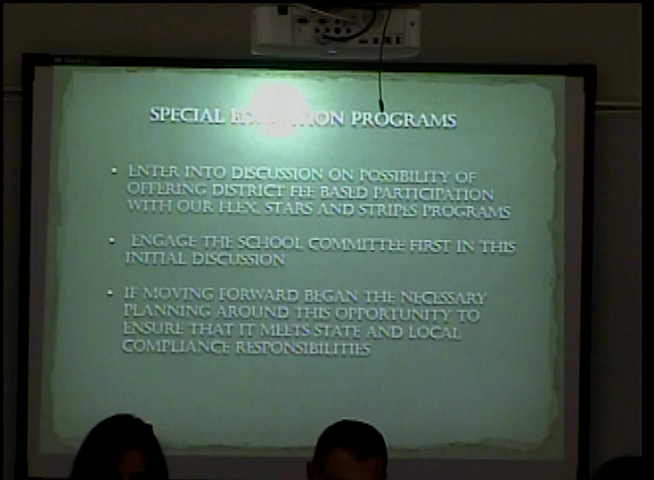 SPECIAL EDUCATION PROGRAMS
• ENTER INTO DISCUSSION ON POSSIBILITY OF
OFFERING DISTRICT FEE BASED PARTICIPATION
WITH OUR FLEX, STARS AND STRIPES PROGRAMS
• ENGAGE THE SCHOOL COMMITTEE FIRST IN THIS
INITIAL DISCUSSION
• IF MOVING FORWARD BEGAN THE NECESSARY
PLANNING AROUND THIS OPPORTUNITY TO
ENSURE THAT IT MEETS STATE AND LOCAL
COMPLIANCE RESPONSIBILITIES